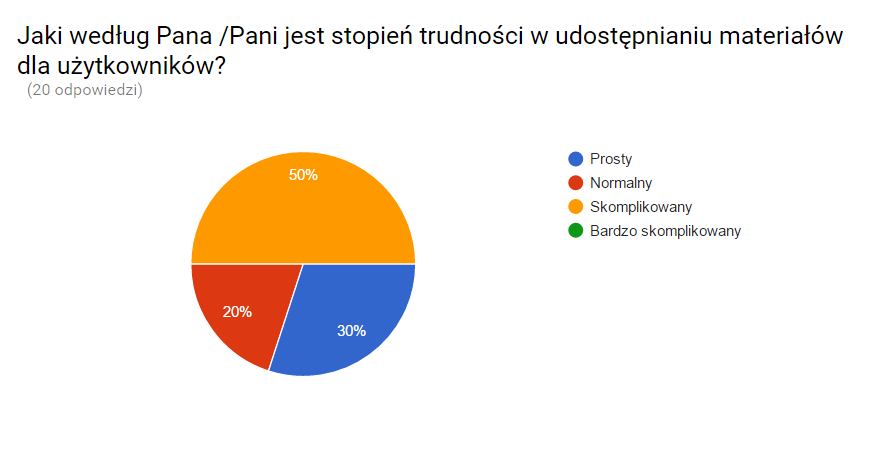 Jaki według Pana /Pani jest stopień trudności w udostępnianiu materiałów
dla użytkowników?
(20 odpowiedzi)
50%
20%
30%
Prosty
Normalny
Skomplikowany
Bardzo skomplikowany